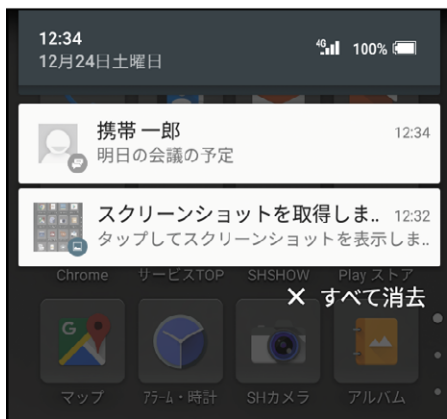 12:34
12月24日土曜日
4G 100%
携帯 一郎 12:34
明日の会議の予定
スクリーンショットを取得しま.. 12:32
タップしてスクリーンショットを表示しま..
Chrome サービスTOP SHSHOW Play ストア
× すべて消去
G
マップ アラーム・時計 SHカメラ アルバム